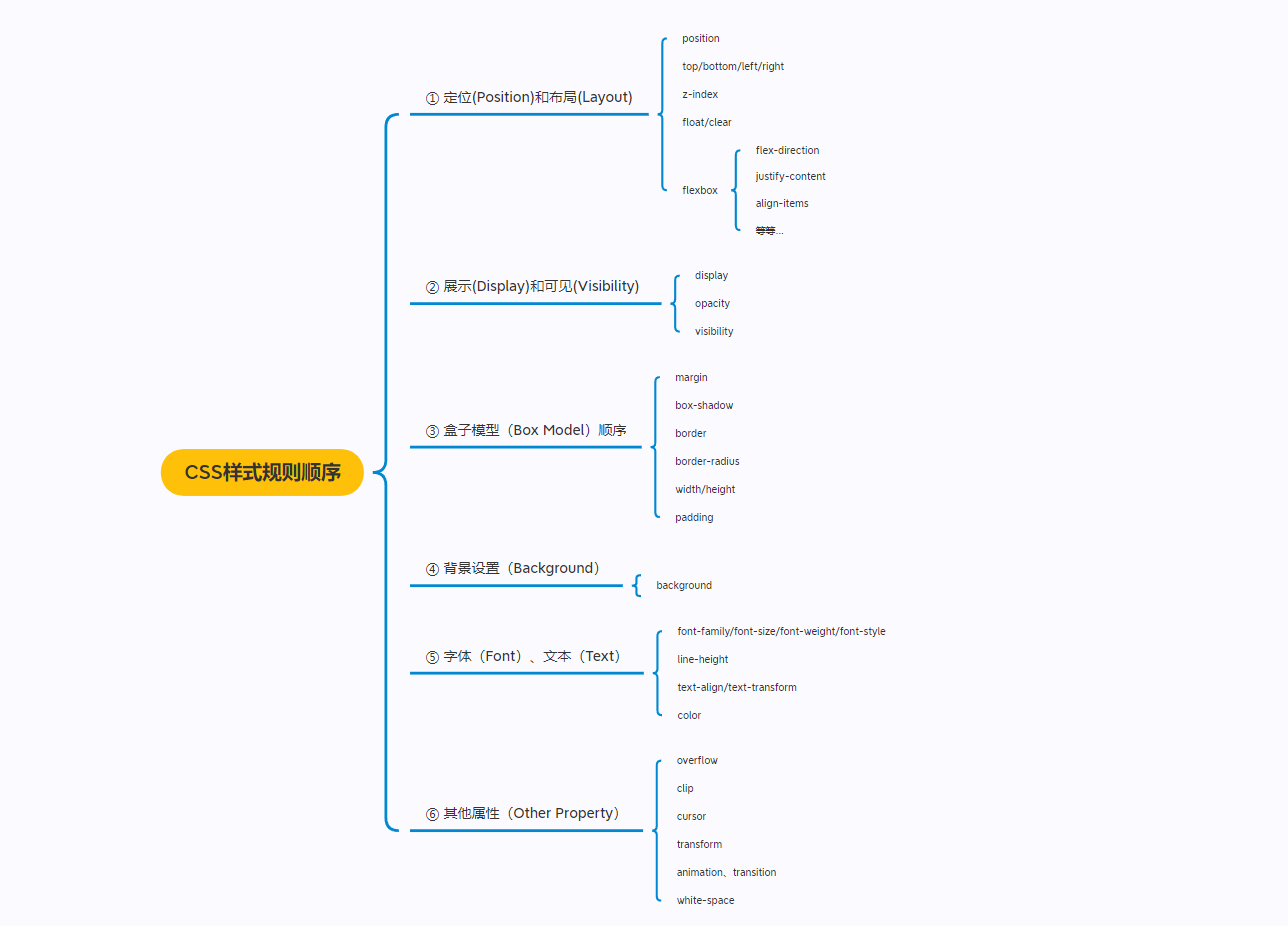 CSS样式规则顺序
① 定位(Position)和布局(Layout)
position
top/bottom/left/right
z-index
float/clear
flexbox
flex-direction
justify-content
align-items
等等...
② 展示(Display)和可见(Visibility)
display
opacity
visibility
③ 盒子模型（Box Model）顺序
margin
box-shadow
border
border-radius
width/height
padding
④ 背景设置（Background）
background
⑤ 字体（Font）、文本（Text）
font-family/font-size/font-weight/font-style
line-height
text-align/text-transform
color
⑥ 其他属性（Other Property）
overflow
clip
cursor
transform
animation、transition
white-space